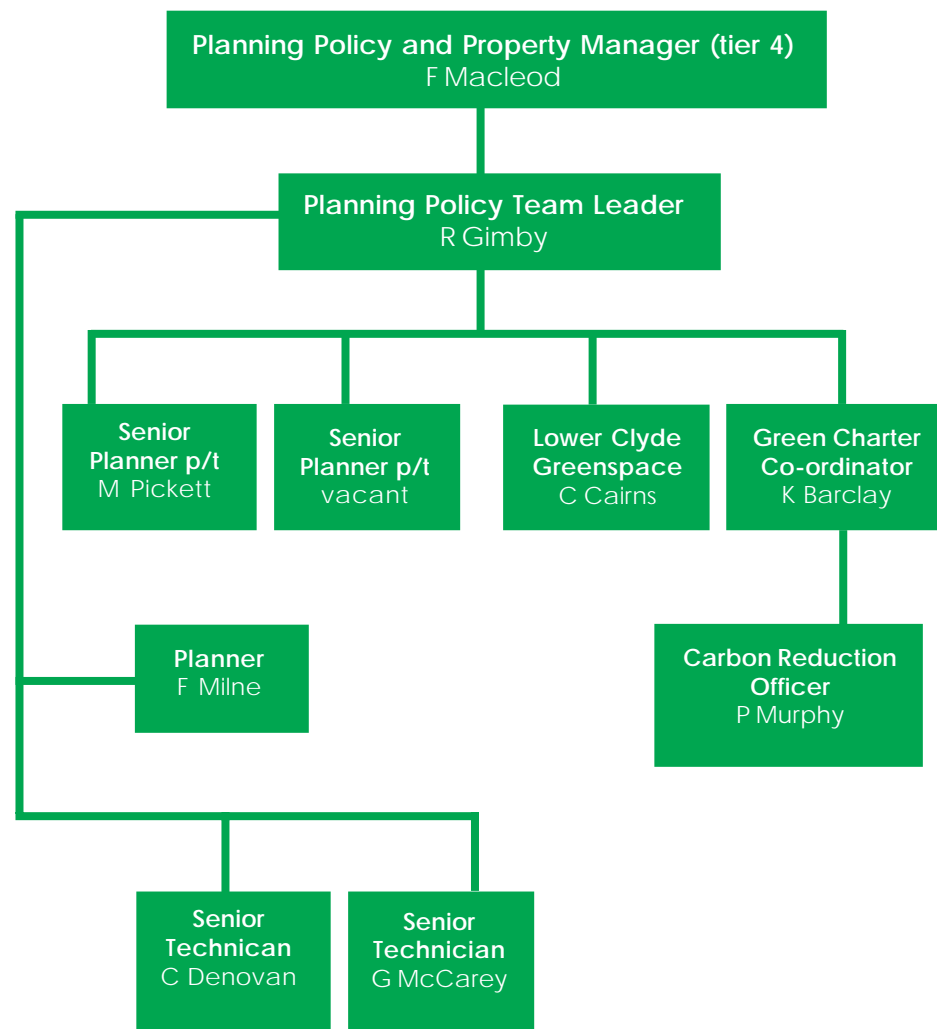 Planning Policy and Property Manager (tier 4)
F Macleod
Planning Policy Team Leader
R Gimby
Senior
Planner p/t
M Pickett
Senior
Planner p/t
vacant
Lower Clyde
Greenspace
C Cairns
Green Charter
Co-ordinator
K Barclay
Planner
F Milne
Carbon Reduction
Officer
P Murphy
Senior
Technican
C Denovan
Senior
Technician
G McCarey